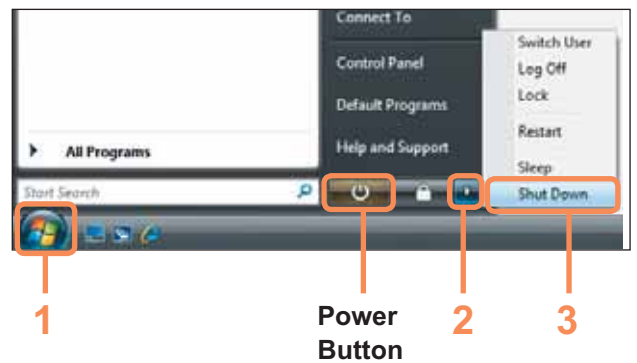 Connect To
Switch User
Control Panel
Log Off
Lock
Default Programs
Restart
All Programs
Help and Support
Sleep
Start Search
Shut Down
1
Power
Button
2
3